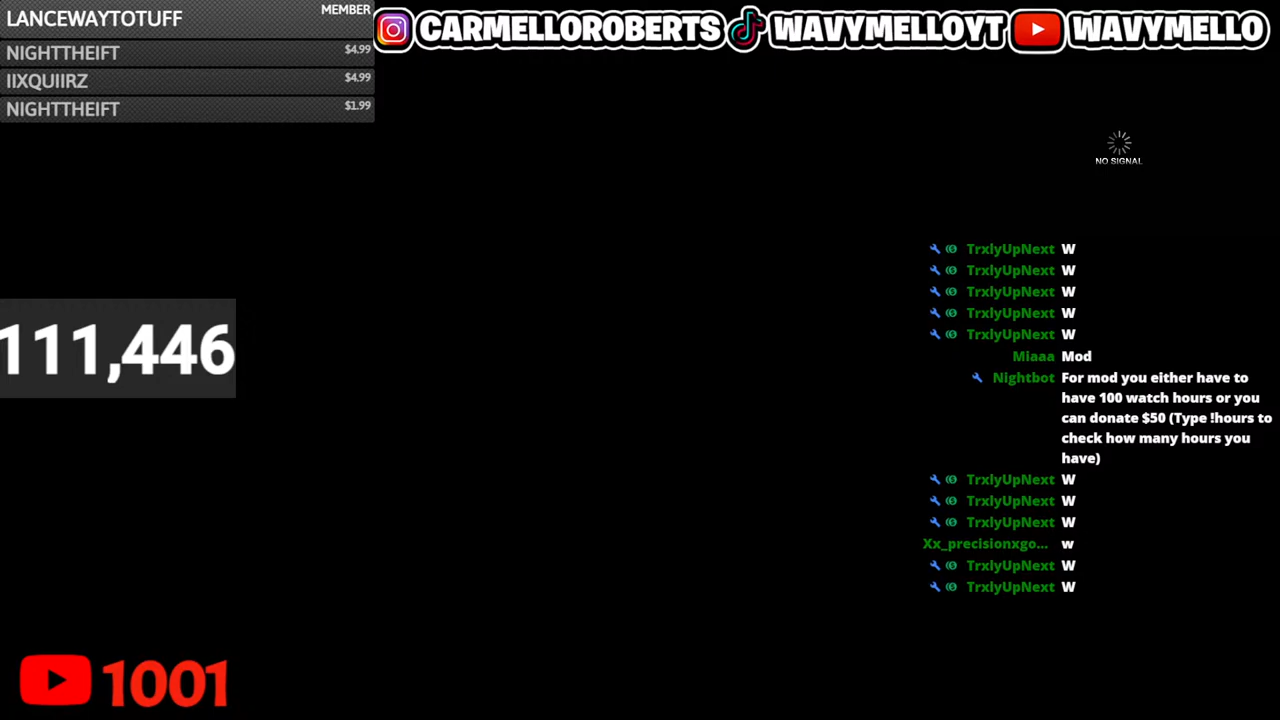 LANCEWAYTOTUFF MEMBER
NIGHTTHEIFT $4.99
IIXQUIIRZ $4.99
NIGHTTHEIFT $1.99
CARMELLOROBERTS WAVYMELLOYT WAVYMELLO
NO SIGNAL
TrxlyUpNext W
TrxlyUpNext W
TrxlyUpNext W
TrxlyUpNext W
TrxlyUpNext W
Miaaa Mod
Nightbot For mod you either have to
have 100 watch hours or you
can donate $50 (Type !hours to
check how many hours you
have)
TrxlyUpNext W
TrxlyUpNext W
TrxlyUpNext W
Xx_precisionxgo... w
TrxlyUpNext W
TrxlyUpNext W
111,446
1001